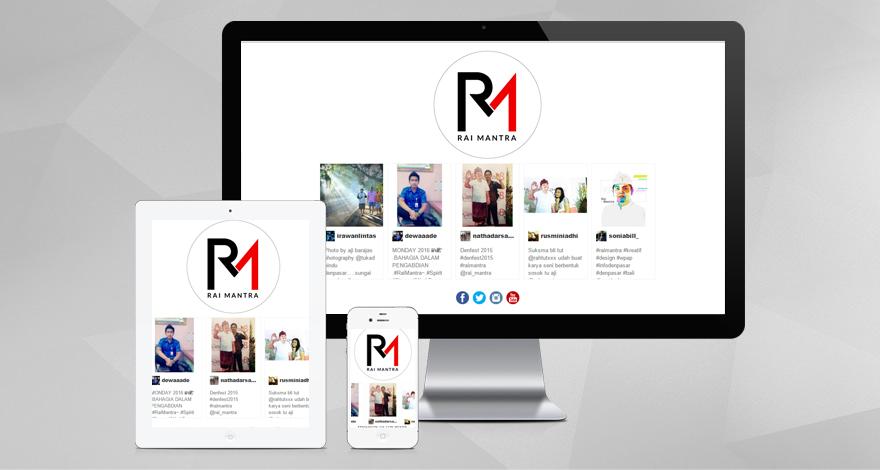 RAI MANTRA
irawanlintas
dewaaade
nathadarsa...
rusminiadhi
soniabill_
Photo by aji barajas
photography @tukad
bindu
denpasar.....sungai
MONDAY 2016
:BAHAGIA DALAM
PENGABDIAN
#RaiMantra~ #Spirit
Denfest 2015
#denfest2015
#raimantra
@rai_mantra
Suksma bli tut
@rahtutxxx udah buat
karya seni berbentuk
sosok tu aji
#raimantra #kreatif
#design #wpap
#infodenpasar
#denpasar #bali
You
Tube
RAI MANTRA
dewaaade
nathadarsa...
rusminiadhi
MONDAY 2016
:BAHAGIA DALAM
PENGABDIAN
#RaiMantra~ #Spirit
Denfest 2015
#denfest2015
#raimantra
@rai_mantra
Suksma bli tut
@rahtutxxx udah b
karya seni berbent
sosok tu aji
RAI MANTRA
nathadarsa...